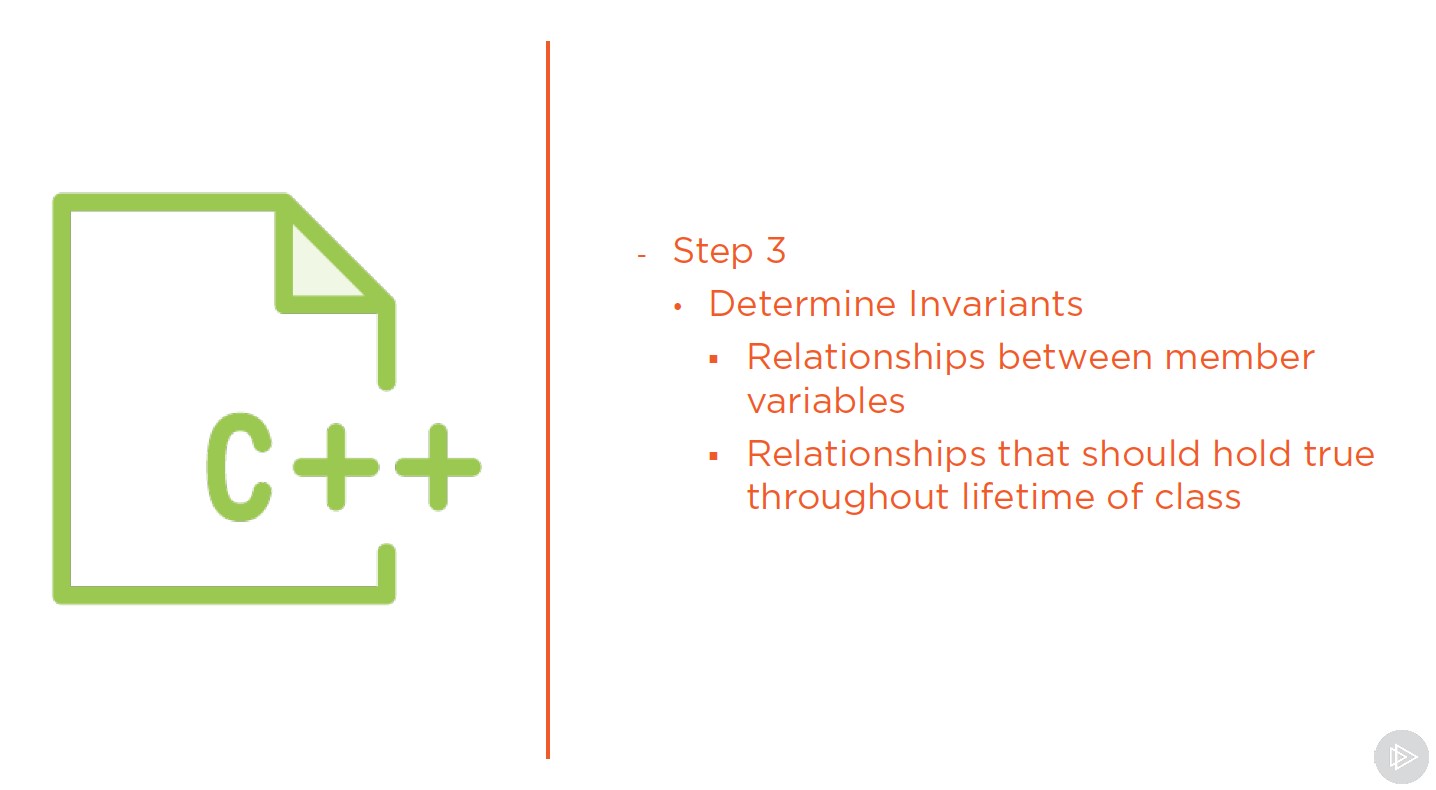 C++
- Step 3
• Determine Invariants
▪ Relationships between member
variables
▪ Relationships that should hold true
throughout lifetime of class